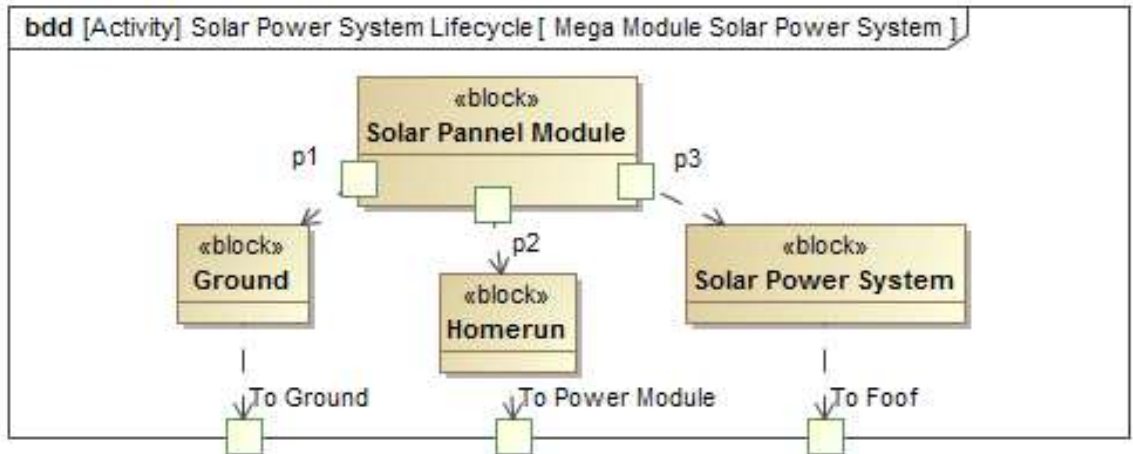 bdd [Activity] Solar Power System Lifecycle [ Mega Module Solar Power System ]
«block»
Solar Pannel Module
p1
p3
p2
«block»
Ground
«block»
Homerun
«block»
Solar Power System
To Ground
To Power Module
To Foof